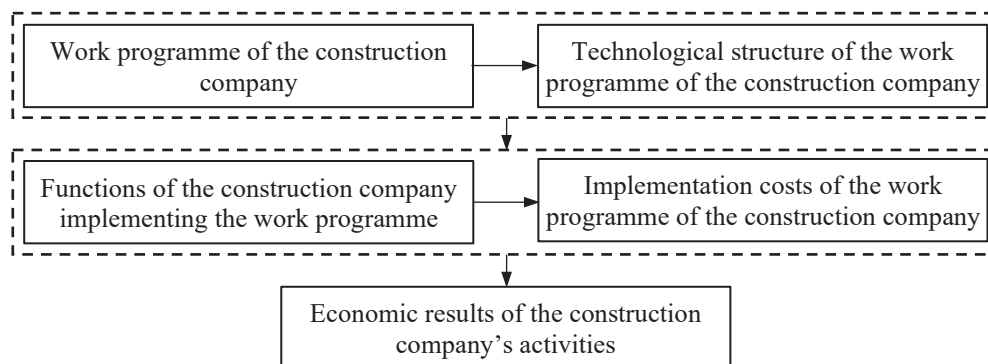 Work programme of the construction
company
Technological structure of the work
programme of the construction company
Functions of the construction company
implementing the work programme
Implementation costs of the work
programme of the construction company
Economic results of the construction
company’s activities